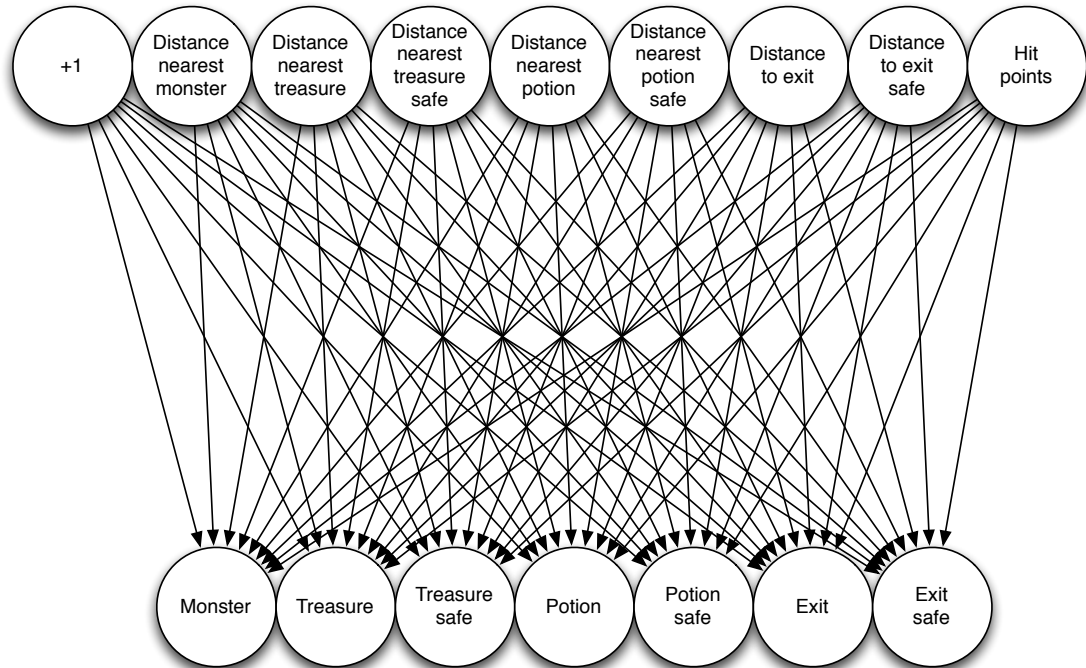 +1
Distance
nearest
monster
Distance
nearest
treasure
Distance
nearest
treasure
safe
Distance
nearest
potion
Distance
nearest
potion
safe
Distance
to exit
Distance
to exit
safe
Hit
points
Monster
Treasure
Treasure
safe
Potion
Potion
safe
Exit
Exit
safe